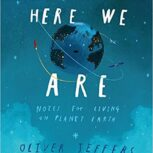 HERE WE
ARE
NOTES FOR LIVING
ON PLANET EARTH
OLIVER JEFFERS